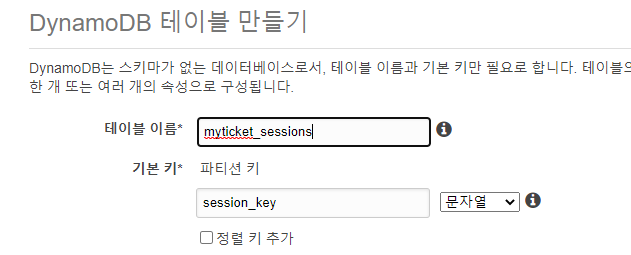 DynamoDB 테이블 만들기
DynamoDB는 스키마가 없는 데이터베이스로서, 테이블 이름과 기본 키만 필요로 합니다. 테이블의
한 개 또는 여러 개의 속성으로 구성됩니다.
테이블 이름* myticket_sessions
기본 키* 파티션 키
session_key 문자열
정렬 키 추가